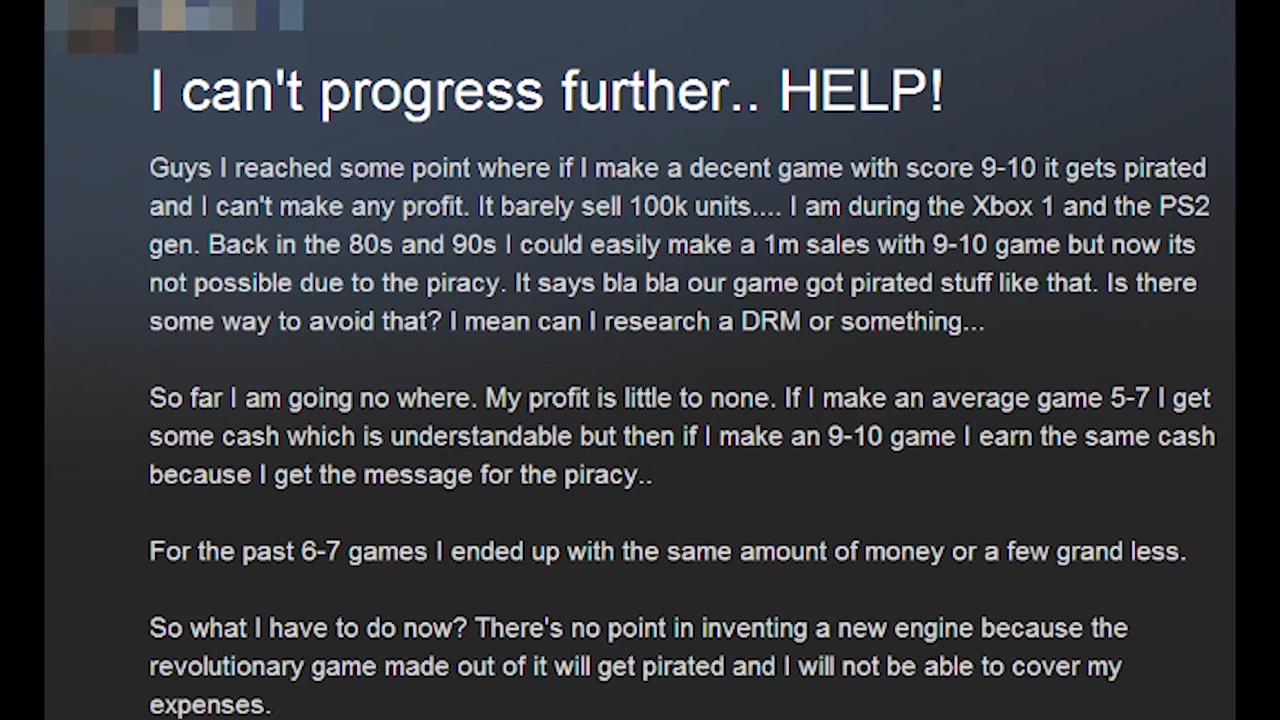 I can't progress further.. HELP!
Guys I reached some point where if I make a decent game with score 9-10 it gets pirated
and I can't make any profit. It barely sell 100k units.... I am during the Xbox 1 and the PS2
gen. Back in the 80s and 90s I could easily make a 1m sales with 9-10 game but now its
not possible due to the piracy. It says bla bla our game got pirated stuff like that. Is there
some way to avoid that? I mean can I research a DRM or something...
So far I am going no where. My profit is little to none. If I make an average game 5-7 I get
some cash which is understandable but then if I make an 9-10 game I earn the same cash
because I get the message for the piracy..
For the past 6-7 games I ended up with the same amount of money or a few grand less.
So what I have to do now? There's no point in inventing a new engine because the
revolutionary game made out of it will get pirated and I will not be able to cover my
expenses.